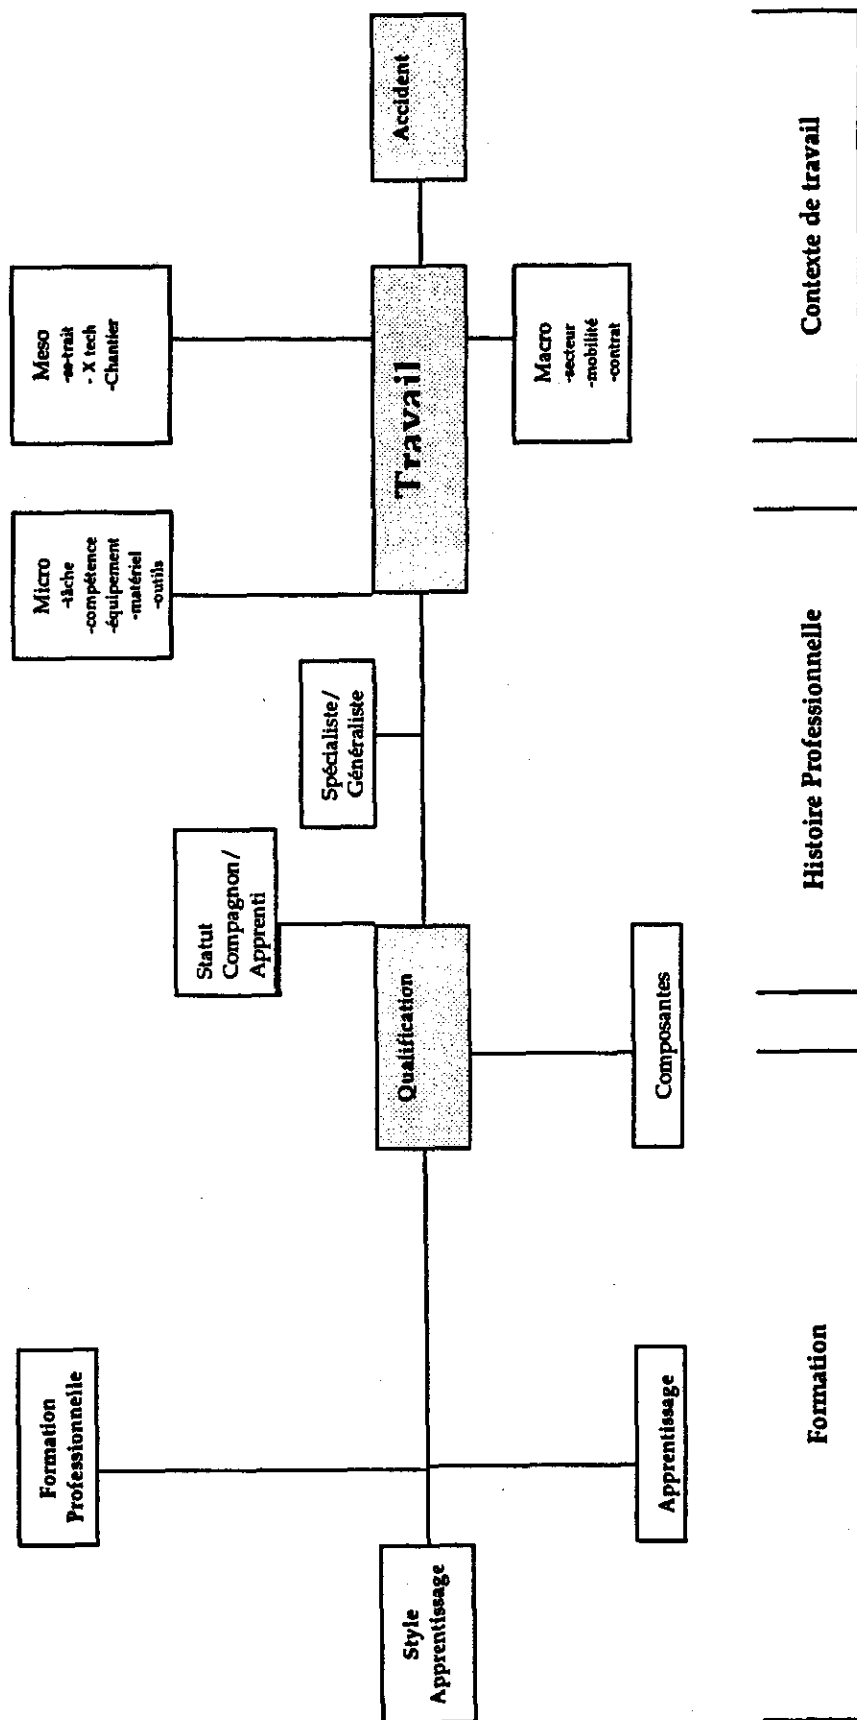 Formation
Professionnelle
Style
Apprentissage
Apprentissage
Statut
Compagnon/
Apprenti
Qualification
Composantes
Spécialiste/
Généraliste
Micro
-tâche
-compétence
-équipement
-matériel
-outils
Meso
- X tech
-Chantier
Travail
Macro
-secteur
-mobilité
-contrat
Accident
Formation
Histoire Professionnelle
Contexte de travail